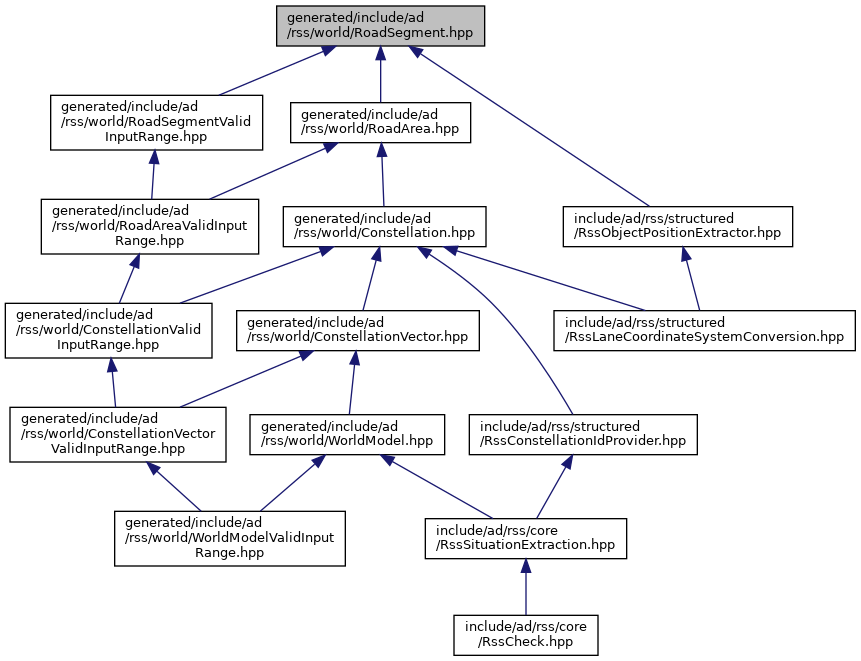 generated/include/ad
/rss/world/RoadSegment.hpp
generated/include/ad
/rss/world/RoadSegmentValid
InputRange.hpp
generated/include/ad
/rss/world/RoadArea.hpp
generated/include/ad
/rss/world/RoadAreaValidInput
Range.hpp
generated/include/ad
/rss/world/Constellation.hpp
include/ad/rss/structured
/RssObjectPositionExtractor.hpp
generated/include/ad
/rss/world/ConstellationValid
InputRange.hpp
generated/include/ad
/rss/world/ConstellationVector.hpp
include/ad/rss/structured
/RssLaneCoordinateSystemConversion.hpp
generated/include/ad
/rss/world/ConstellationVector
ValidInputRange.hpp
generated/include/ad
/rss/world/WorldModel.hpp
include/ad/rss/structured
/RssConstellationIdProvider.hpp
generated/include/ad
/rss/world/WorldModelValidInput
Range.hpp
include/ad/rss/core
/RssSituationExtraction.hpp
include/ad/rss/core
/RssCheck.hpp